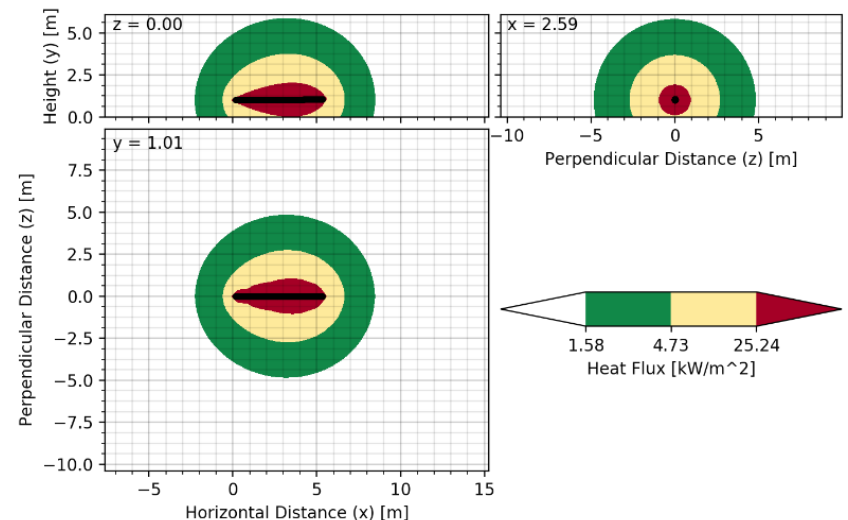 z = 0.00
Height (y) [m]
5.0
2.5
0.0
x = 2.59
−10
−5
0
5
Perpendicular Distance (z) [m]
y = 1.01
Perpendicular Distance (z) [m]
7.5
5.0
2.5
0.0
−2.5
−5.0
−7.5
−10.0
−5
0
5
10
15
Horizontal Distance (x) [m]
1.58
4.73
25.24
Heat Flux [kW/m^2]